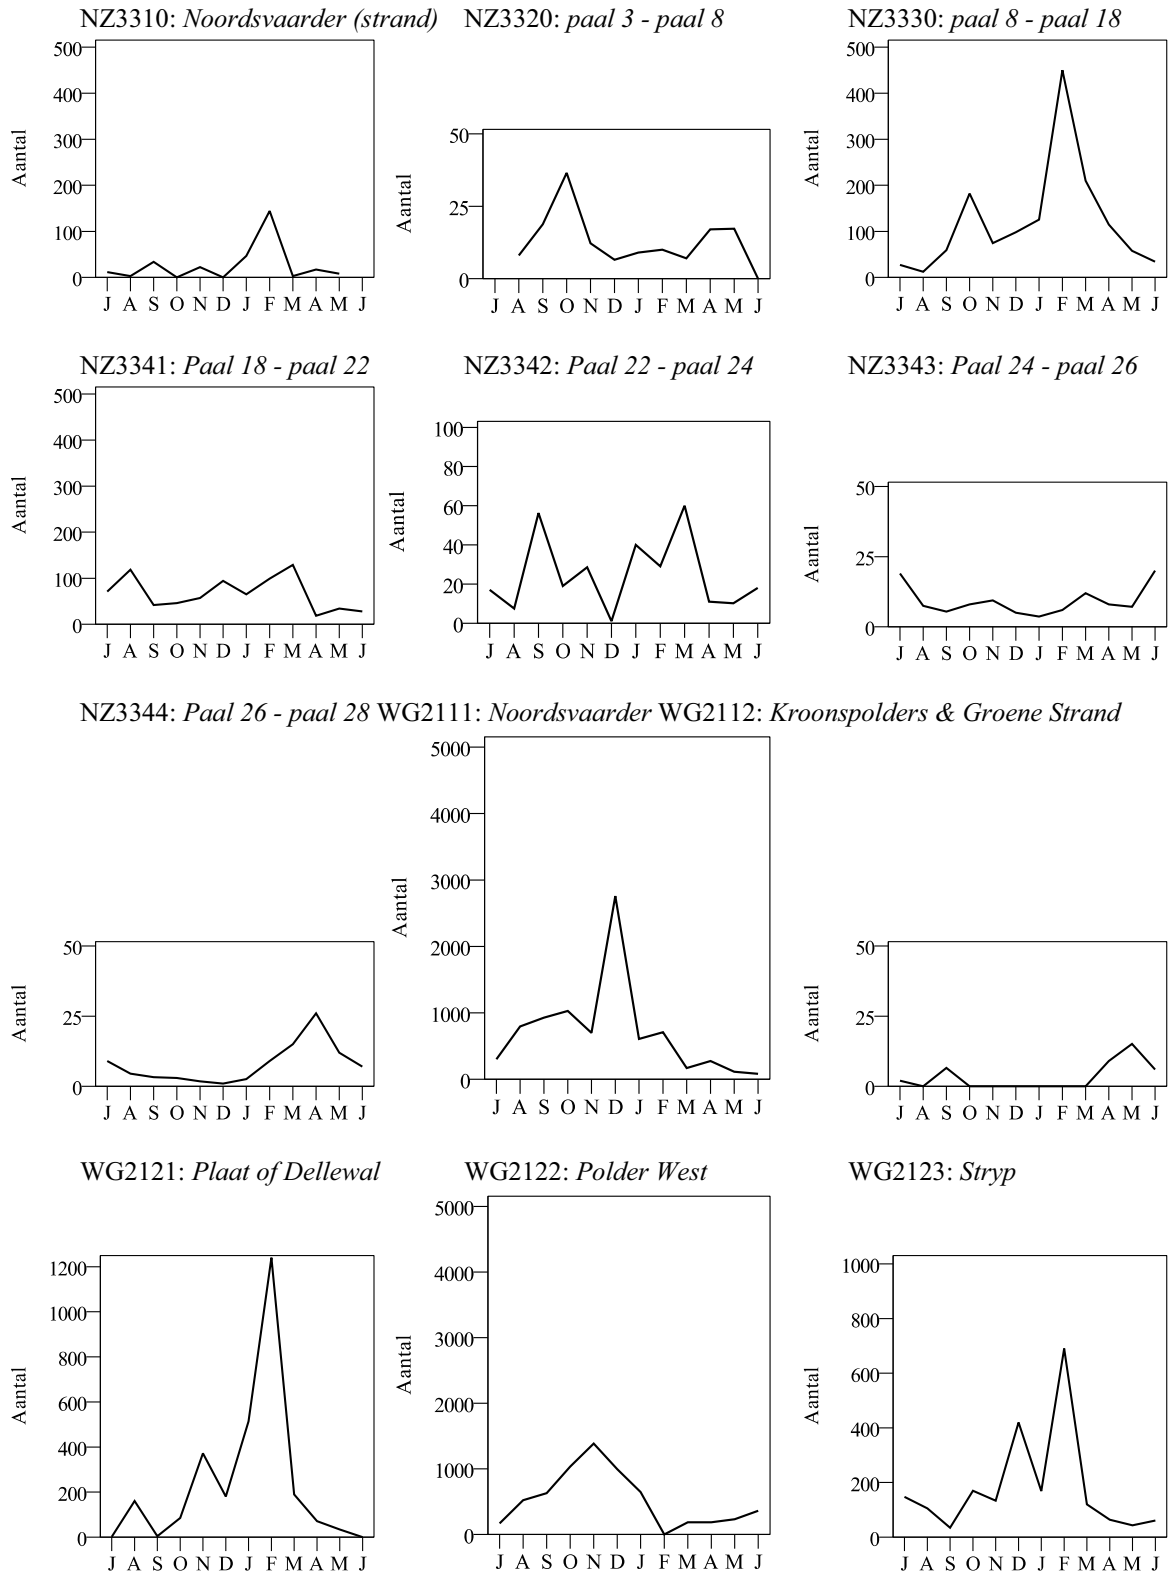 NZ3310: Noordsvaarder (strand) NZ3320: paal 3 - paal 8 NZ3330: paal 8 - paal 18
500
400
300
200
100
0
Aantal
J A S O N D J F M A M J
50
25
0
Aantal
J A S O N D J F M A M J
500
400
300
200
100
0
Aantal
J A S O N D J F M A M J
NZ3341: Paal 18 - paal 22 NZ3342: Paal 22 - paal 24 NZ3343: Paal 24 - paal 26
500
400
300
200
100
0
Aantal
J A S O N D J F M A M J
100
80
60
40
20
0
Aantal
J A S O N D J F M A M J
50
25
0
Aantal
J A S O N D J F M A M J
NZ3344: Paal 26 - paal 28 WG2111: Noordsvaarder WG2112: Kroonspolders & Groene Strand
50
25
0
Aantal
J A S O N D J F M A M J
5000
4000
3000
2000
1000
0
Aantal
J A S O N D J F M A M J
50
25
0
Aantal
J A S O N D J F M A M J
WG2121: Plaat of Dellewal WG2122: Polder West WG2123: Stryp
1200
1000
800
600
400
200
0
Aantal
J A S O N D J F M A M J
5000
4000
3000
2000
1000
0
Aantal
J A S O N D J F M A M J
1000
800
600
400
200
0
Aantal
J A S O N D J F M A M J